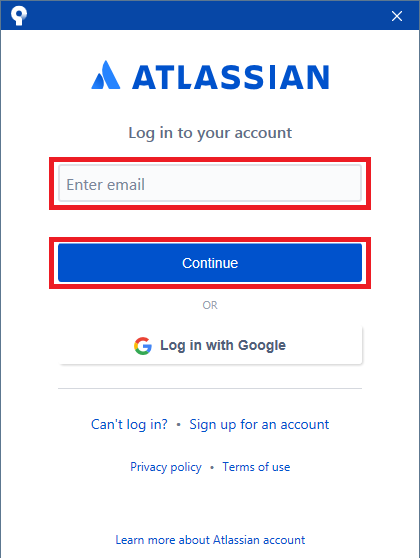 ATLASSIAN
Log in to your account
Enter email
Continue
OR
Log in with Google
Can't log in? • Sign up for an account
Privacy policy • Terms of use
Learn more about Atlassian account